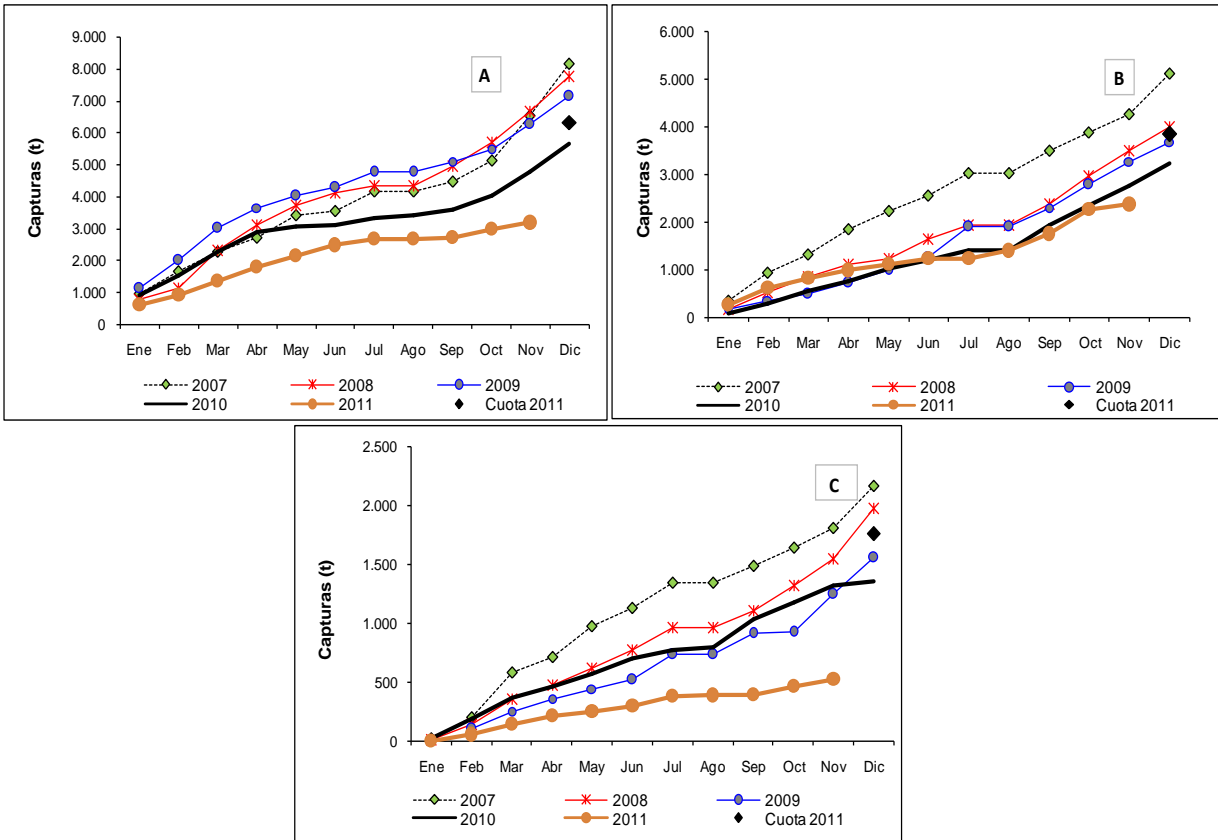 A
Capturas (t)
9.000
8.000
7.000
6.000
5.000
4.000
3.000
2.000
1.000
0
Ene Feb Mar Abr May Jun Jul Ago Sep Oct Nov Dic
2007 2008 2009
2010 2011 Cuota 2011
B
Capturas (t)
6.000
5.000
4.000
3.000
2.000
1.000
0
Ene Feb Mar Abr May Jun Jul Ago Sep Oct Nov Dic
2007 2008 2009
2010 2011 Cuota 2011
C
Capturas (t)
2.500
2.000
1.500
1.000
500
0
Ene Feb Mar Abr May Jun Jul Ago Sep Oct Nov Dic
2007 2008 2009
2010 2011 Cuota 2011